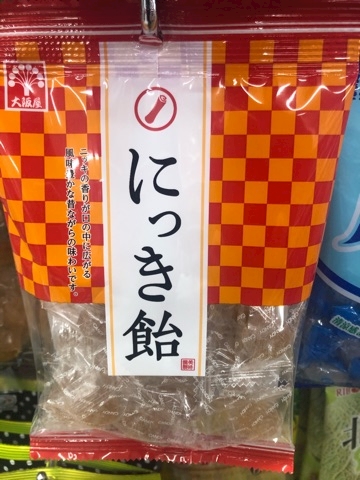 大阪屋
にっき飴
ニッキの香りが口の中に広がる
風味豊かな昔ながらの味わいです。